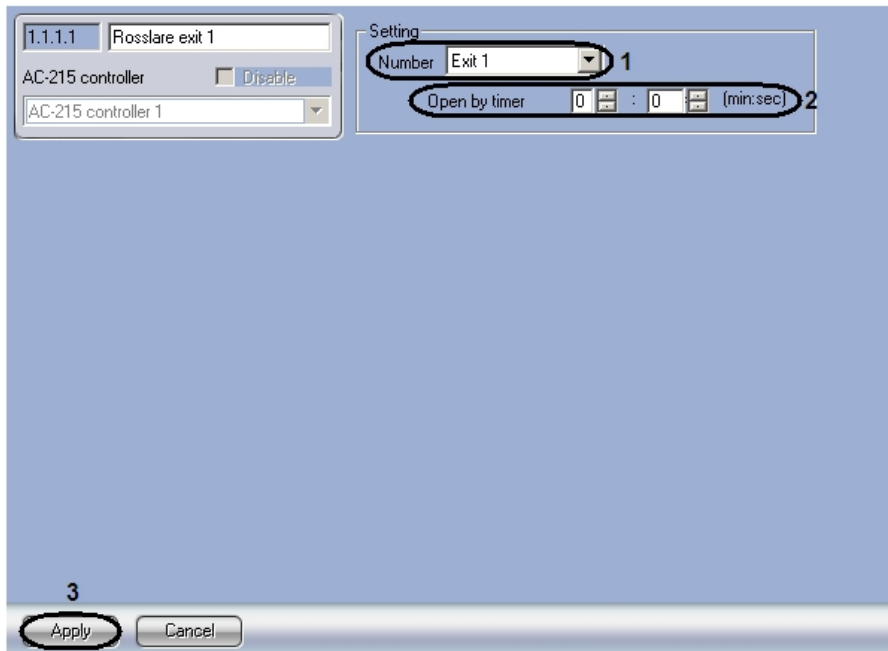 1.1.1.1 Rosslare exit 1
AC-215 controller Disable
AC-215 controller 1
Setting
Number Exit 1 1
Open by timer 0 : 0 (min:sec) 2
3
Apply Cancel